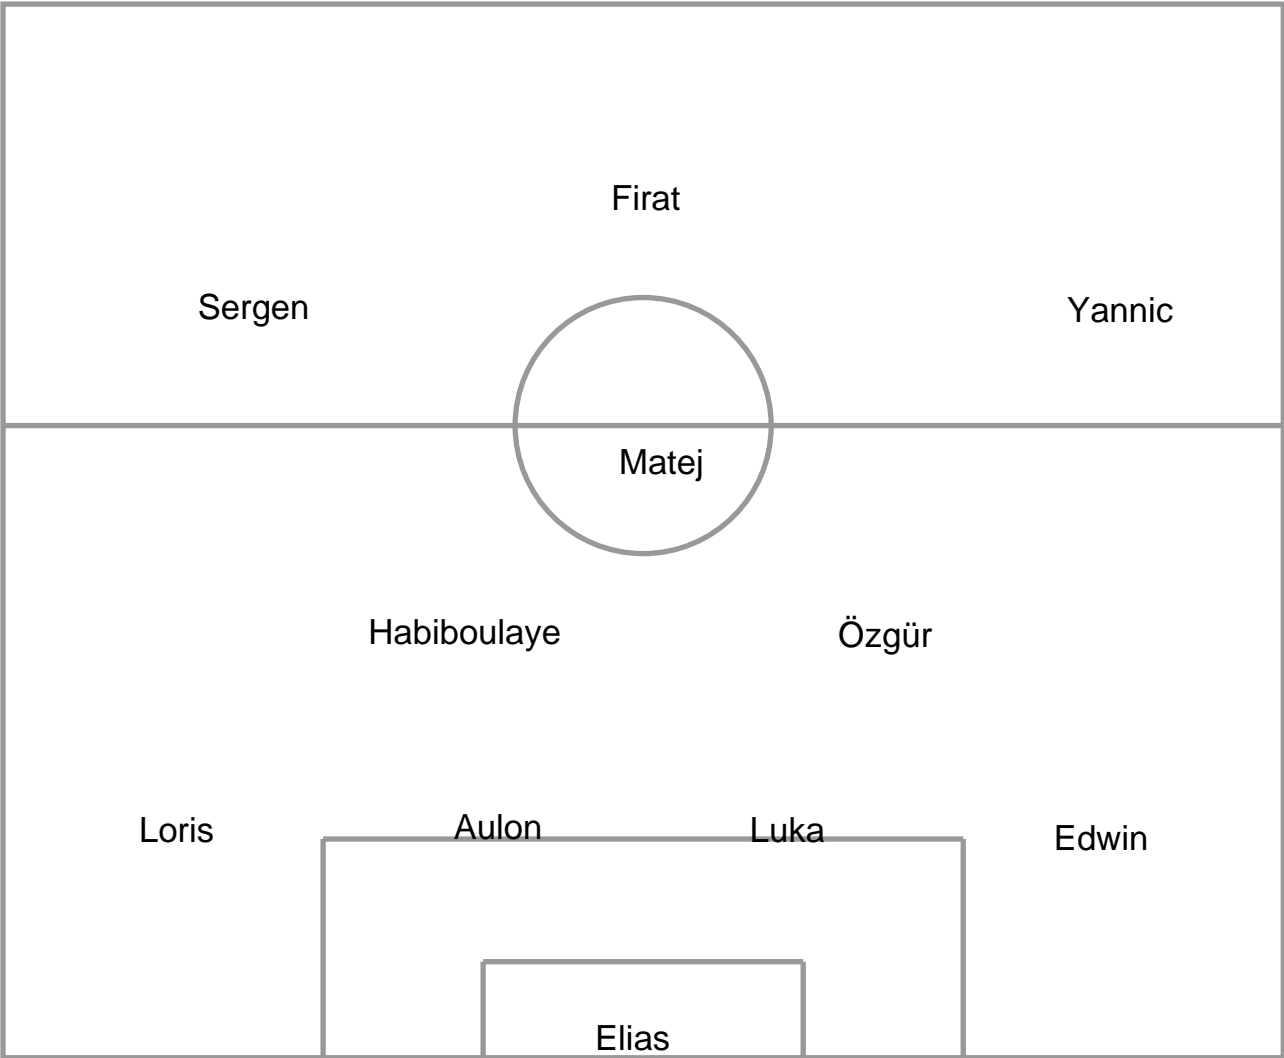 Firat
Sergen
Yannic
Matej
Habiboulaye
Özgür
Loris
Aulon
Luka
Edwin
Elias